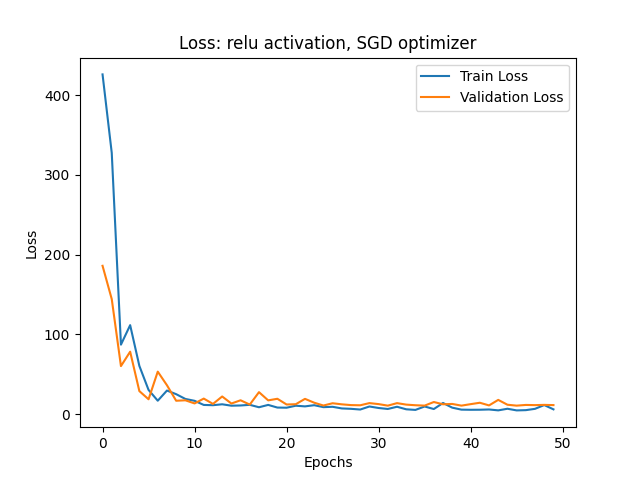 Loss: relu activation, SGD optimizer
Train Loss
Validation Loss
400
300
200
100
0
Loss
0 10 20 30 40 50
Epochs